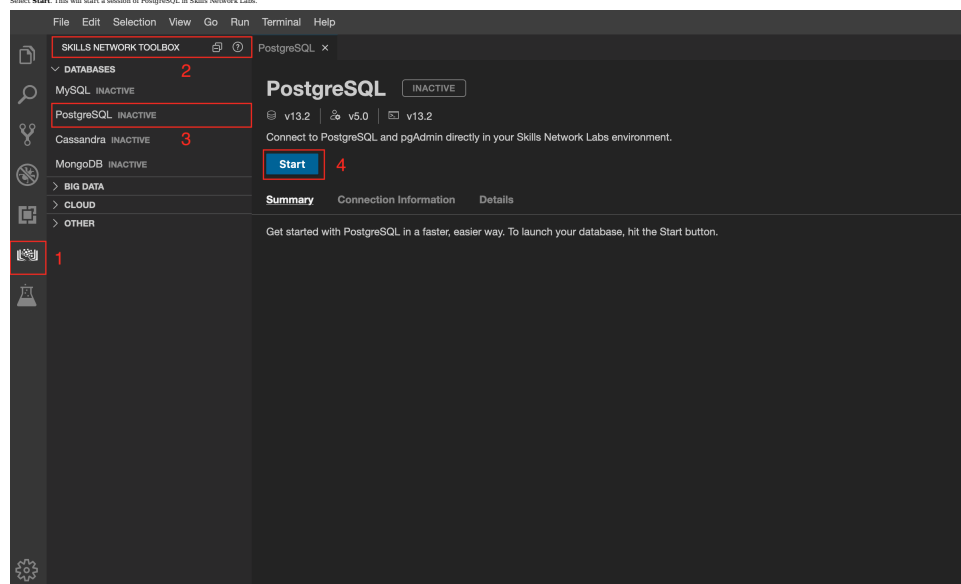 Select Start. This will start a session of PostgreSQL in Skills Network Labs.
File Edit Selection View Go Run Terminal Help
SKILLS NETWORK TOOLBOX
PostgreSQL ×
DATABASES
2
MySQL INACTIVE
PostgreSQL INACTIVE
Cassandra INACTIVE
3
MongoDB INACTIVE
BIG DATA
CLOUD
OTHER
1
PostgreSQL INACTIVE
v13.2 v5.0 v13.2
Connect to PostgreSQL and pgAdmin directly in your Skills Network Labs environment.
Start
4
Summary Connection Information Details
Get started with PostgreSQL in a faster, easier way. To launch your database, hit the Start button.